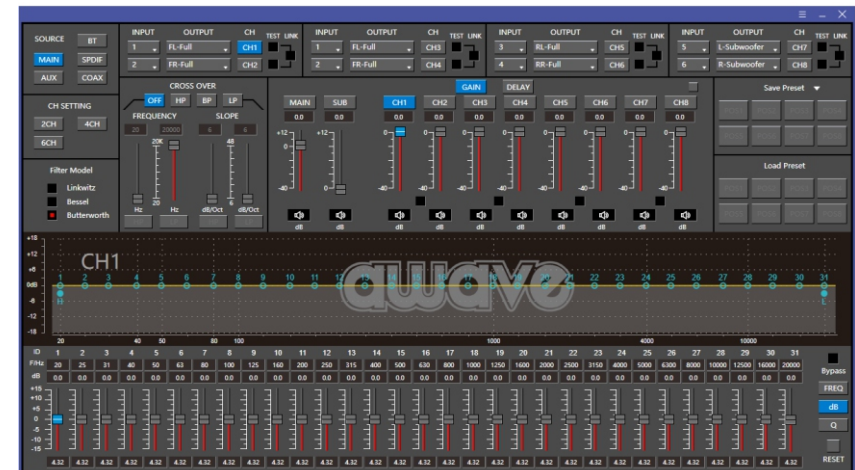 SOURCE BT
MAIN SPDIF
AUX COAX
INPUT OUTPUT CH TEST LINK
1 FL-Full CH1
2 FR-Full CH2
INPUT OUTPUT CH TEST LINK
1 FL-Full CH3
2 FR-Full CH4
INPUT OUTPUT CH TEST LINK
3 RL-Full CH5
4 RR-Full CH6
INPUT OUTPUT CH TEST LINK
5 L-Subwoofer CH7
6 R-Subwoofer CH8
CH SETTING
2CH 4CH
6CH
Filter Model
Linkwitz
Bessel
Butterworth
CROSS OVER
OFF HP BP LP
FREQUENCY SLOPE
20 20000 6 6
20K 48
20 6
Hz Hz dB/Oct dB/Oct
GAIN DELAY
MAIN SUB CH1 CH2 CH3 CH4 CH5 CH6 CH7 CH8
0.0 0.0 0.0 0.0 0.0 0.0 0.0 0.0 0.0 0.0
+12 +12 0 0 0 0 0 0 0 0
0
-40 0 -40 -40 -40 -40 -40 -40 -40 -40
dB dB dB dB dB dB dB dB dB dB
Save Preset
Load Preset
CH1
awave
+18
+12
+6
0dB
-6
-12
-18
1 2 3 4 5 6 7 8 9 10 11 12 13 14 15 16 17 18 19 20 21 22 23 24 25 26 27 28 29 30 31
H L
20 40 50 80 100 1000 4000 10000
ID 1 2 3 4 5 6 7 8 9 10 11 12 13 14 15 16 17 18 19 20 21 22 23 24 25 26 27 28 29 30 31
F/Hz 20 25 31 40 50 63 80 100 125 160 200 250 315 400 500 630 800 1000 1250 1600 2000 2500 3150 4000 5000 6300 8000 10000 12500 16000 20000
dB 0.0 0.0 0.0 0.0 0.0 0.0 0.0 0.0 0.0 0.0 0.0 0.0 0.0 0.0 0.0 0.0 0.0 0.0 0.0 0.0 0.0 0.0 0.0 0.0 0.0 0.0 0.0 0.0 0.0 0.0 0.0
+15
+10
+5
0
-5
-10
-15
4.32 4.32 4.32 4.32 4.32 4.32 4.32 4.32 4.32 4.32 4.32 4.32 4.32 4.32 4.32 4.32 4.32 4.32 4.32 4.32 4.32 4.32 4.32 4.32 4.32 4.32 4.32 4.32 4.32 4.32 4.32
Bypass
FREQ
dB
Q
RESET